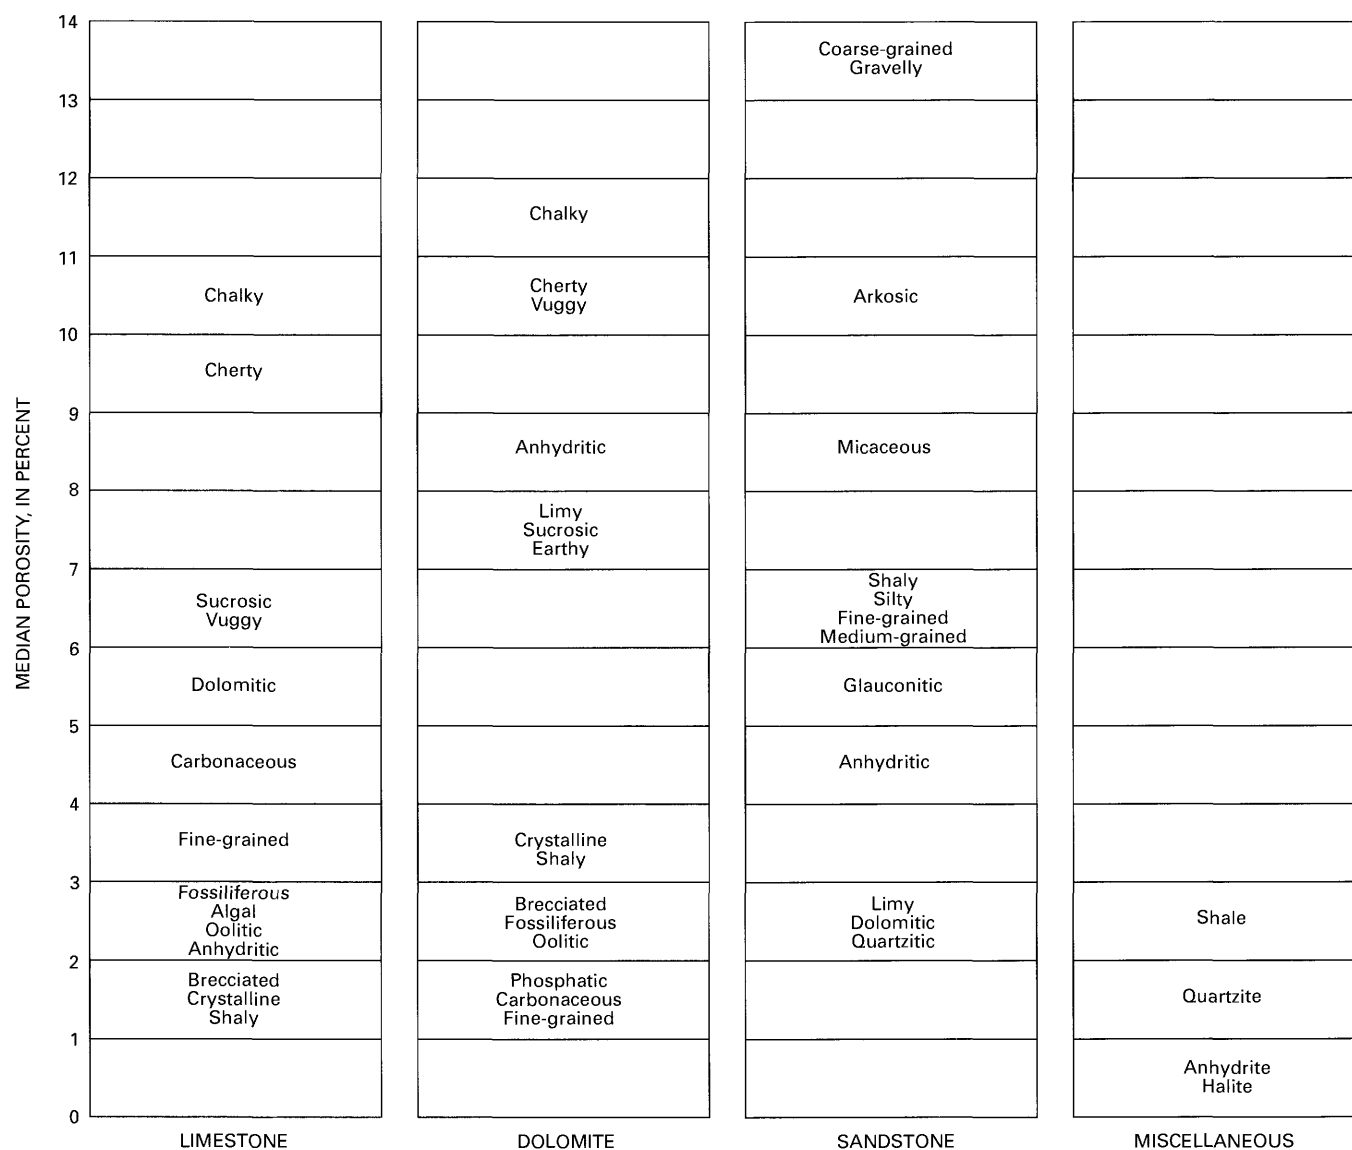 MEDIAN POROSITY, IN PERCENT
14
13
12
11
10
9
8
7
6
5
4
3
2
1
0
Chalky
Cherty
Sucrosic
Vuggy
Dolomitic
Carbonaceous
Fine-grained
Fossiliferous
Algal
Oolitic
Anhydritic
Brecciated
Crystalline
Shaly
LIMESTONE
Chalky
Cherty
Vuggy
Anhydritic
Limy
Sucrosic
Earthy
Crystalline
Shaly
Brecciated
Fossiliferous
Oolitic
Phosphatic
Carbonaceous
Fine-grained
DOLOMITE
Coarse-grained
Gravelly
Arkosic
Micaceous
Shaly
Silty
Fine-grained
Medium-grained
Glauconitic
Anhydritic
Limy
Dolomitic
Quartzitic
SANDSTONE
Shale
Quartzite
Anhydrite
Halite
MISCELLANEOUS